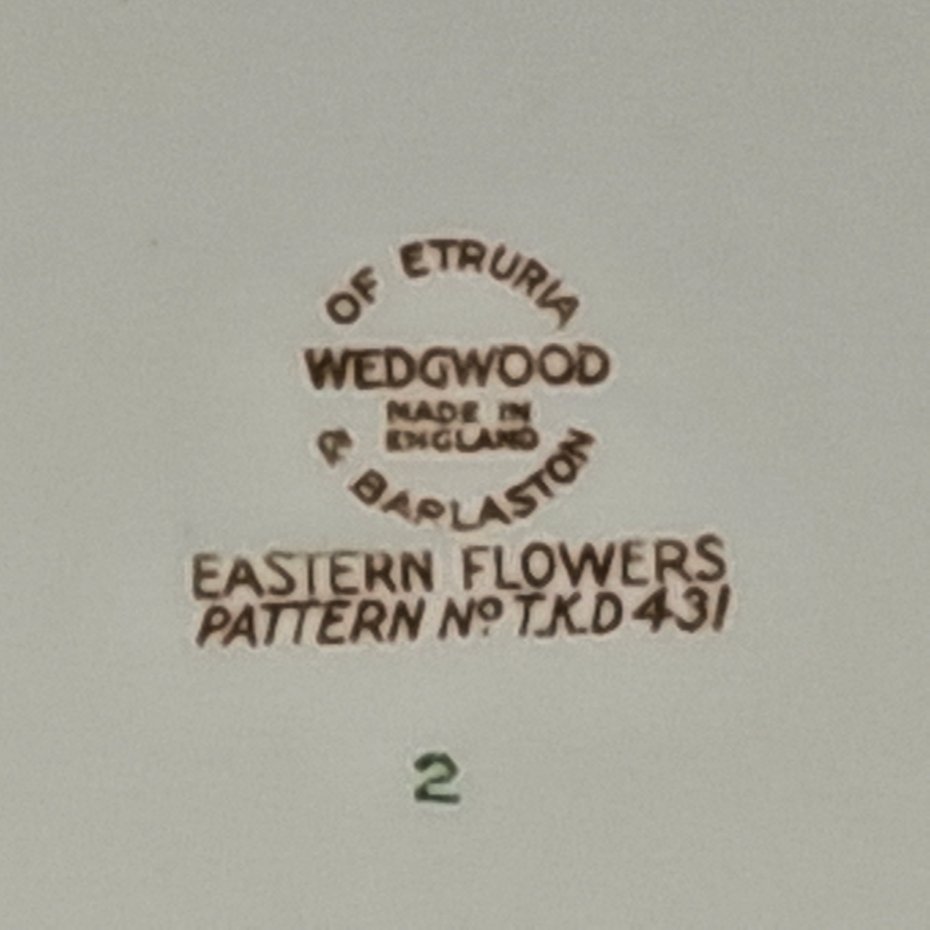 OF ETRURIA
WEDGWOOD
MADE IN
ENGLAND
& BARLASTON
EASTERN FLOWERS
PATTERN Nº T.K.D 431
2